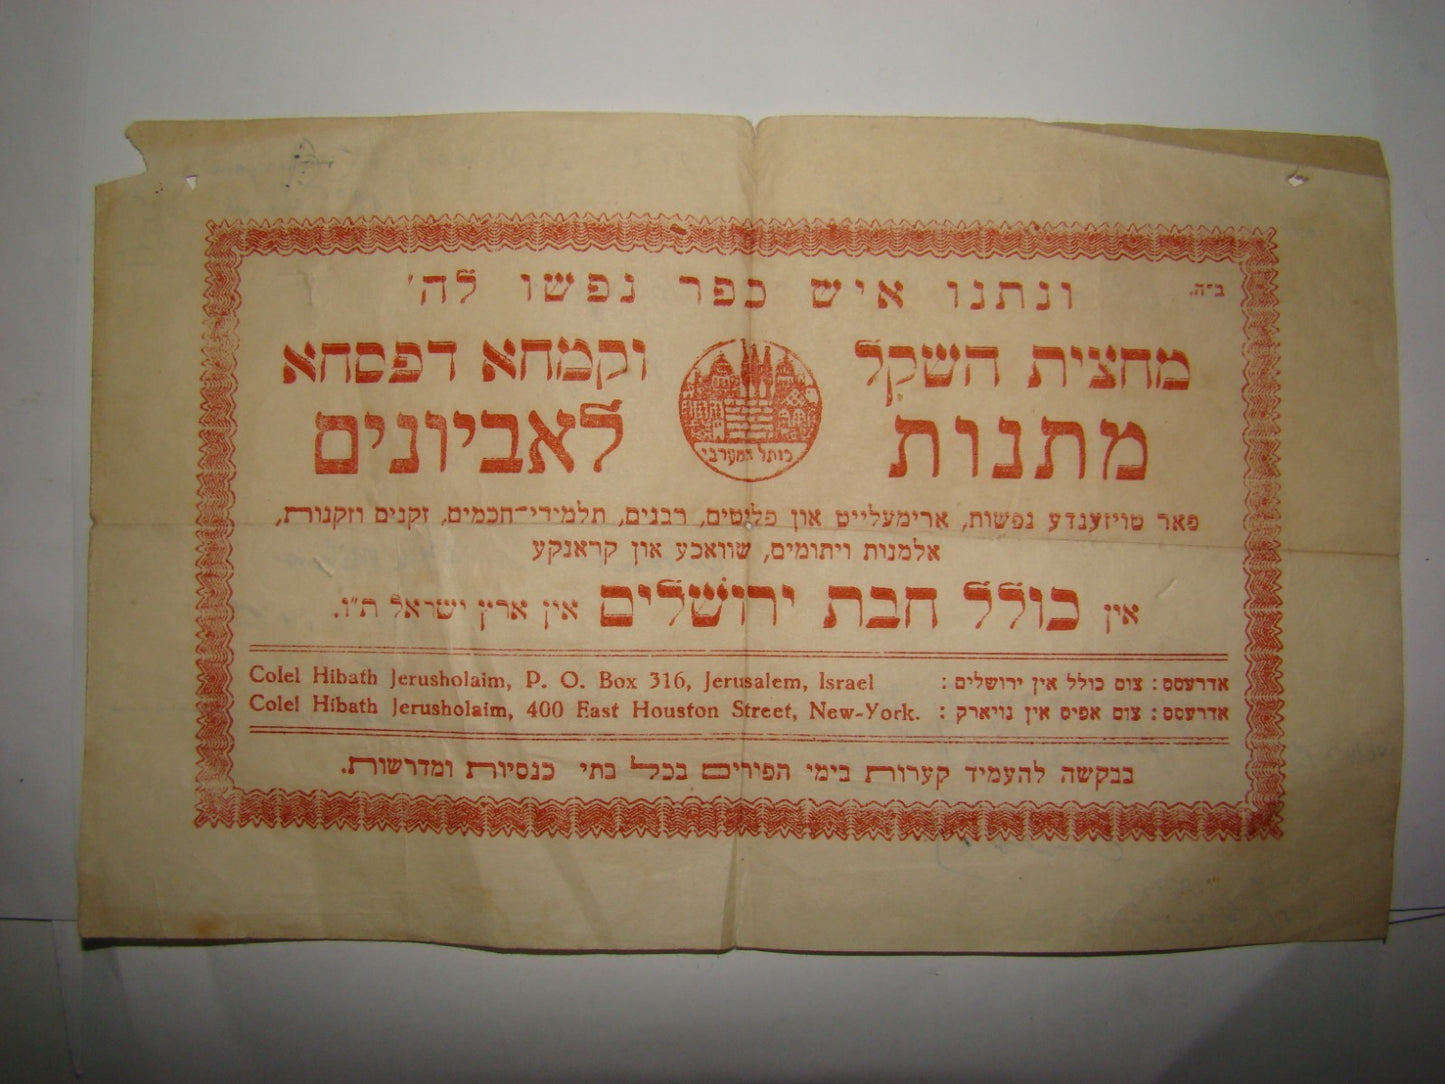 ב״ה.
ונתנו איש כפר נפשו לה׳
מחצית השקל וקמחא דפסחא
מתנות לאביונים
כותל המערבי
פאר טויזענדע נפשות, ארימעלייט און פליטים, רבנים, תלמידי־חכמים, זקנים וזקנות,
אלמנות ויתומים, שוואכע און קראנקע
אין כולל חבת ירושלים אין ארץ ישראל ת״ו.
אדרעסס: צום כולל אין ירושלים: Colel Hibath Jerusholaim, P. O. Box 316, Jerusalem, Israel
אדרעסס: צום אפיס אין נויארק: Colel Hibath Jerusholaim, 400 East Houston Street, New-York.
בבקשה להעמיד קערות בימי הפורים בכל בתי כנסיות ומדרשות.